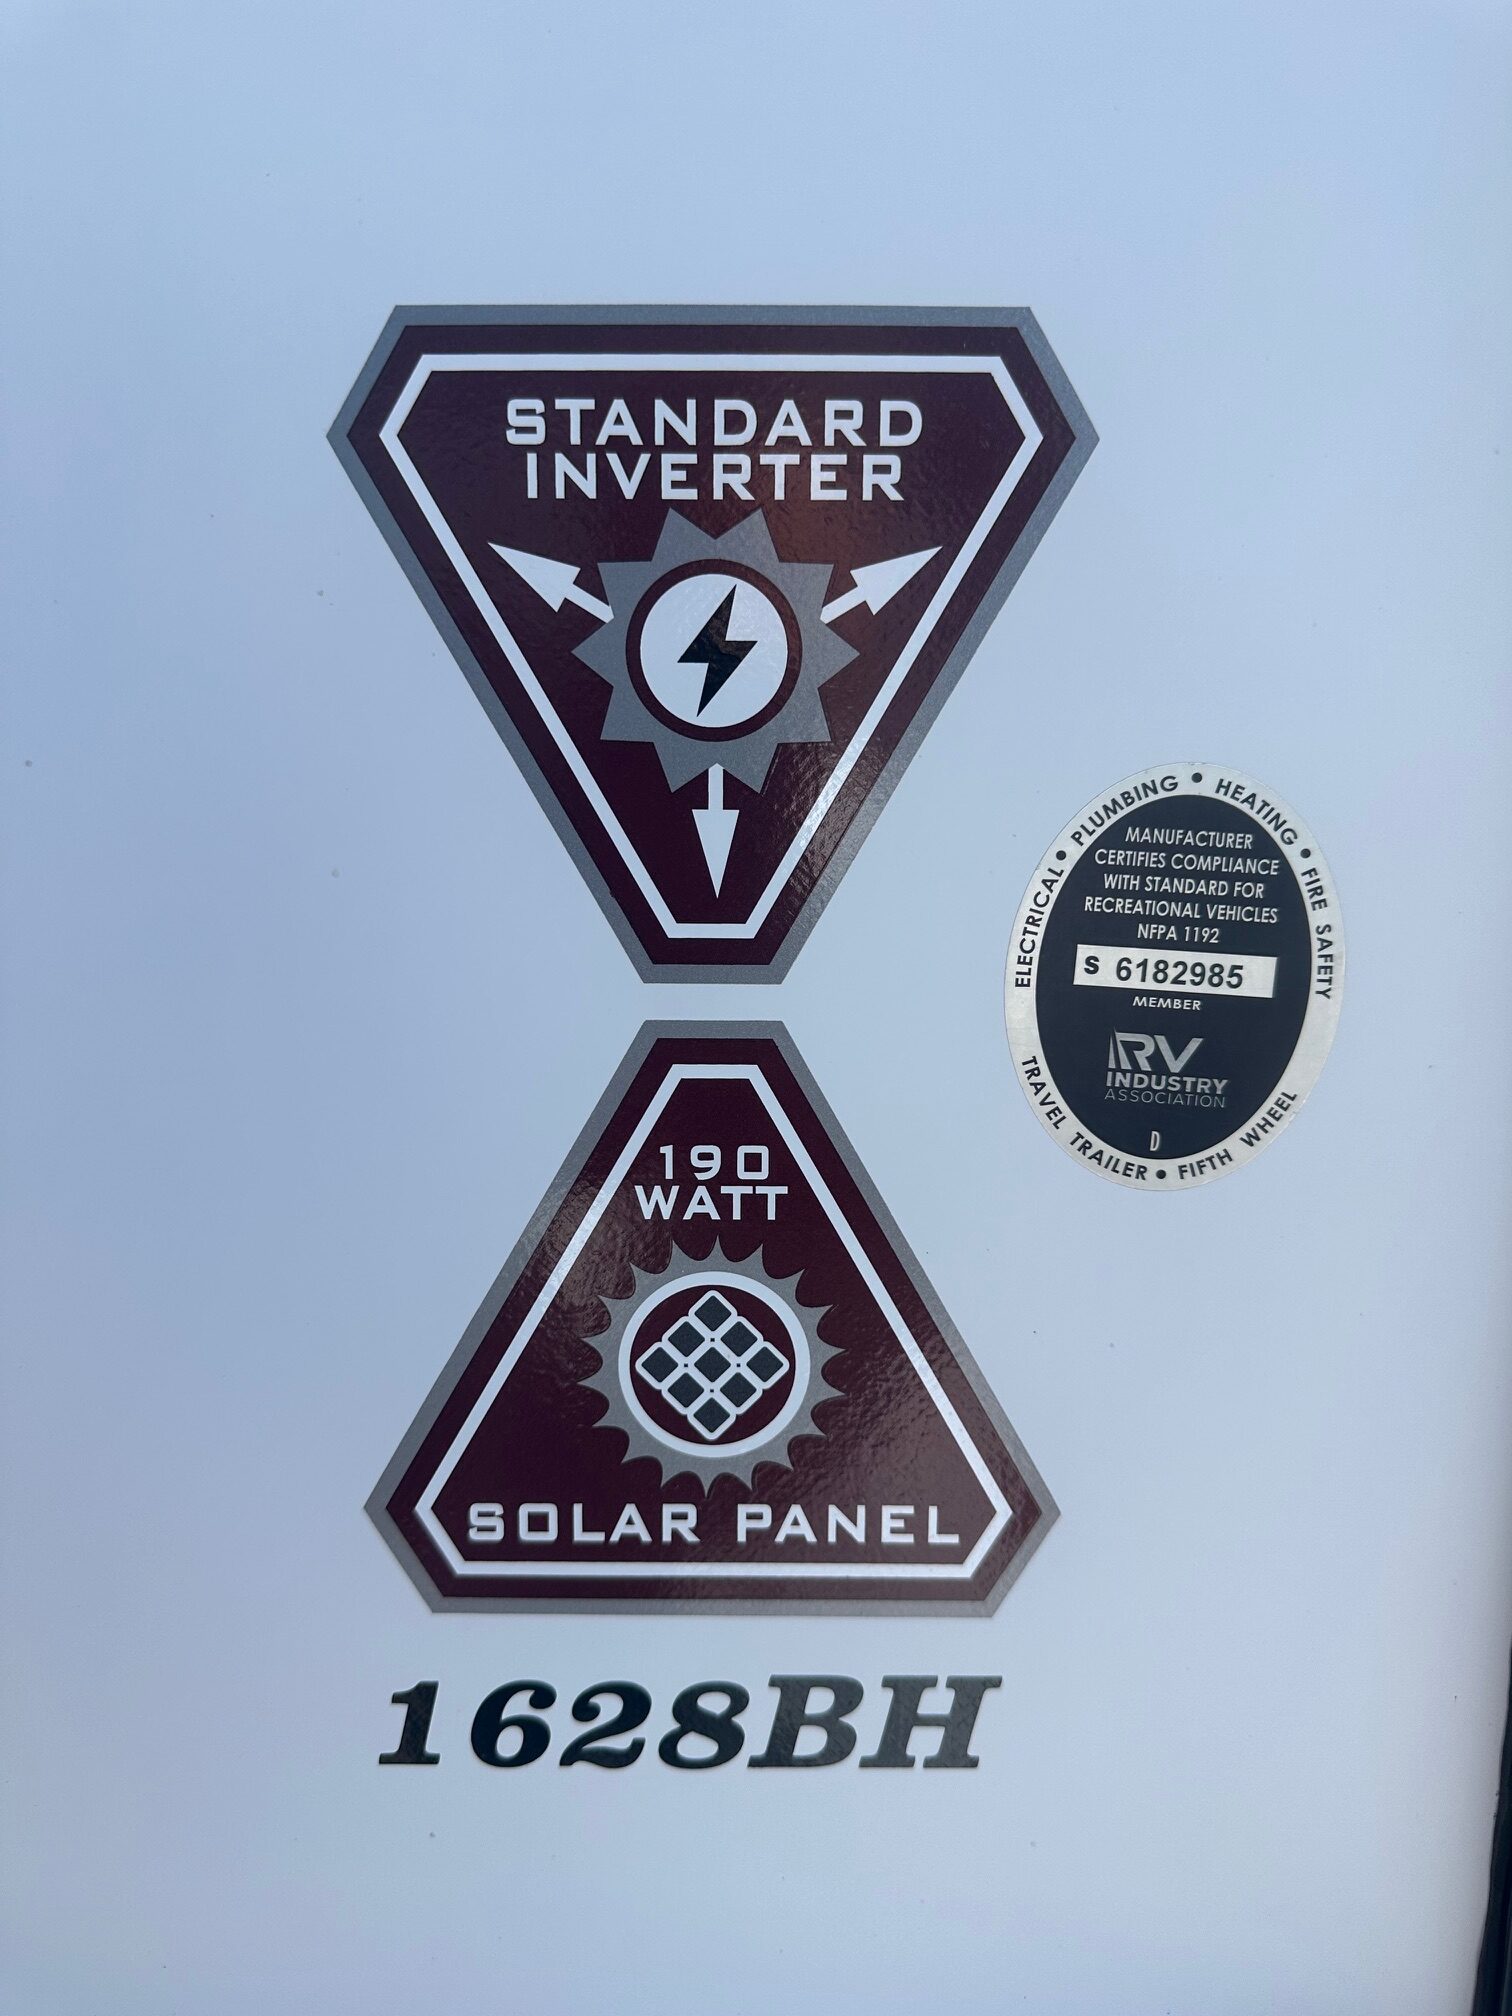 STANDARD
INVERTER
190
WATT
SOLAR PANEL
1628BH
ELECTRICAL • PLUMBING • HEATING • FIRE SAFETY
MANUFACTURER
CERTIFIES COMPLIANCE
WITH STANDARD FOR
RECREATIONAL VEHICLES
NFPA 1192
S 6182985
MEMBER
RV
INDUSTRY
ASSOCIATION
D
TRAVEL TRAILER • FIFTH WHEEL